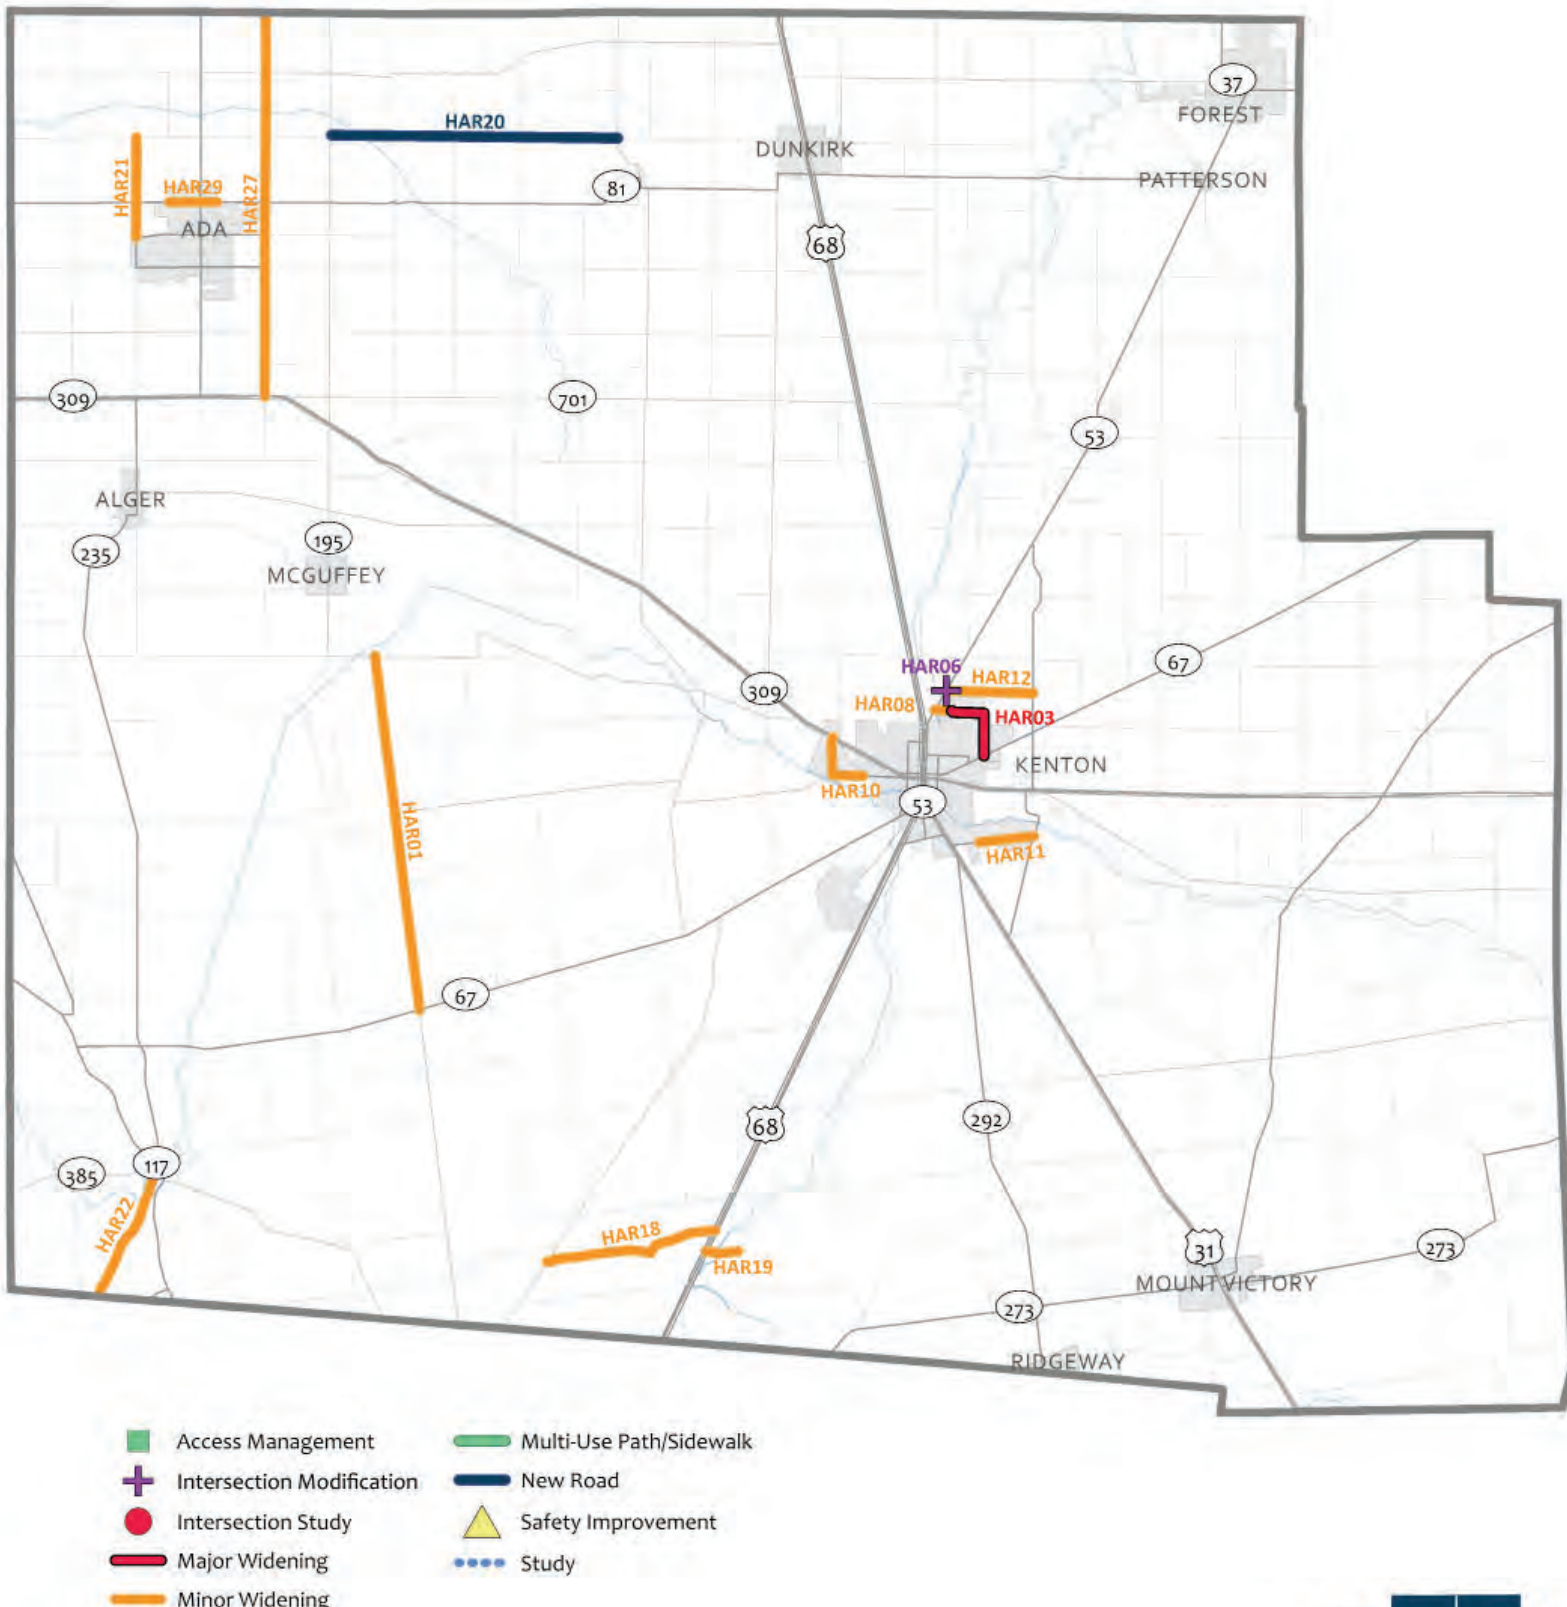 37
FOREST
HAR20
DUNKIRK
HAR21
HAR29
HAR27
81
PATTERSON
ADA
68
309
701
53
ALGER
235
195
MCGUFFEY
HAR06
HAR12
67
309
HAR08
HAR03
KENTON
HAR10
53
HAR01
HAR11
67
68
292
117
385
HAR22
HAR18
HAR19
31
273
MOUNT VICTORY
273
RIDGEWAY
Access Management
Intersection Modification
Intersection Study
Major Widening
Minor Widening
Multi-Use Path/Sidewalk
New Road
Safety Improvement
Study